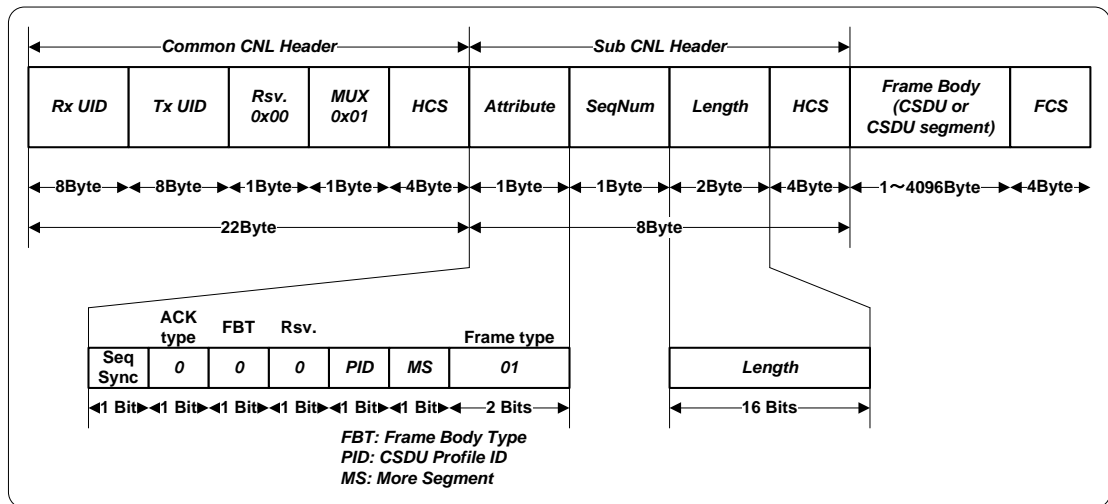 Common CNL Header Sub CNL Header
Rx UID Tx UID Rsv. 0x00 MUX 0x01 HCS Attribute SeqNum Length HCS Frame Body (CSDU or CSDU segment) FCS
8Byte 8Byte 1Byte 1Byte 4Byte 1Byte 1Byte 2Byte 4Byte 1~4096Byte 4Byte
22Byte 8Byte
ACK type FBT Rsv. Frame type
Seq Sync 0 0 0 PID MS 01 Length
1 Bit 1 Bit 1 Bit 1 Bit 1 Bit 1 Bit 2 Bits 16 Bits
FBT: Frame Body Type
PID: CSDU Profile ID
MS: More Segment